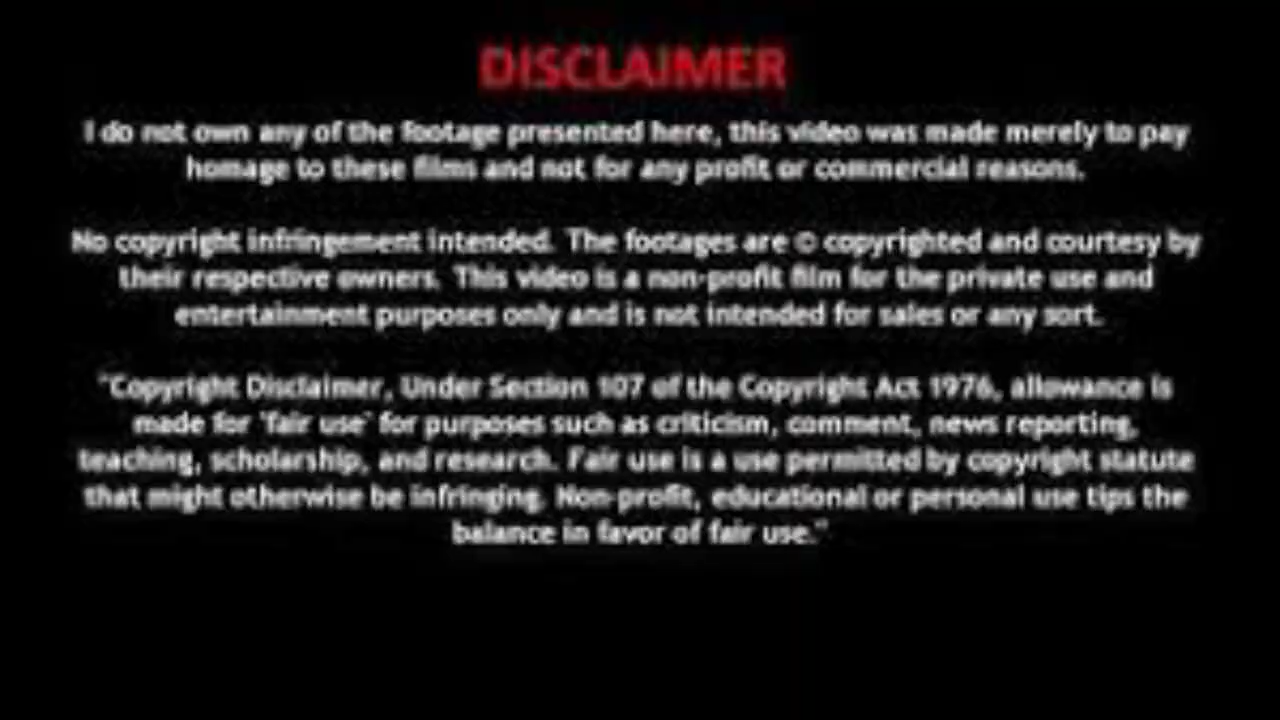 DISCLAIMER
I do not own any of the footage presented here, this video was made merely to pay
homage to these films and not for any profit or commercial reasons.
No copyright infringement intended. The footages are © copyrighted and courtesy by
their respective owners. This video is a non-profit film for the private use and
entertainment purposes only and is not intended for sales or any sort.
"Copyright Disclaimer, Under Section 107 of the Copyright Act 1976, allowance is
made for 'fair use' for purposes such as criticism, comment, news reporting,
teaching, scholarship, and research. Fair use is a use permitted by copyright statute
that might otherwise be infringing. Non-profit, educational or personal use tips the
balance in favor of fair use."